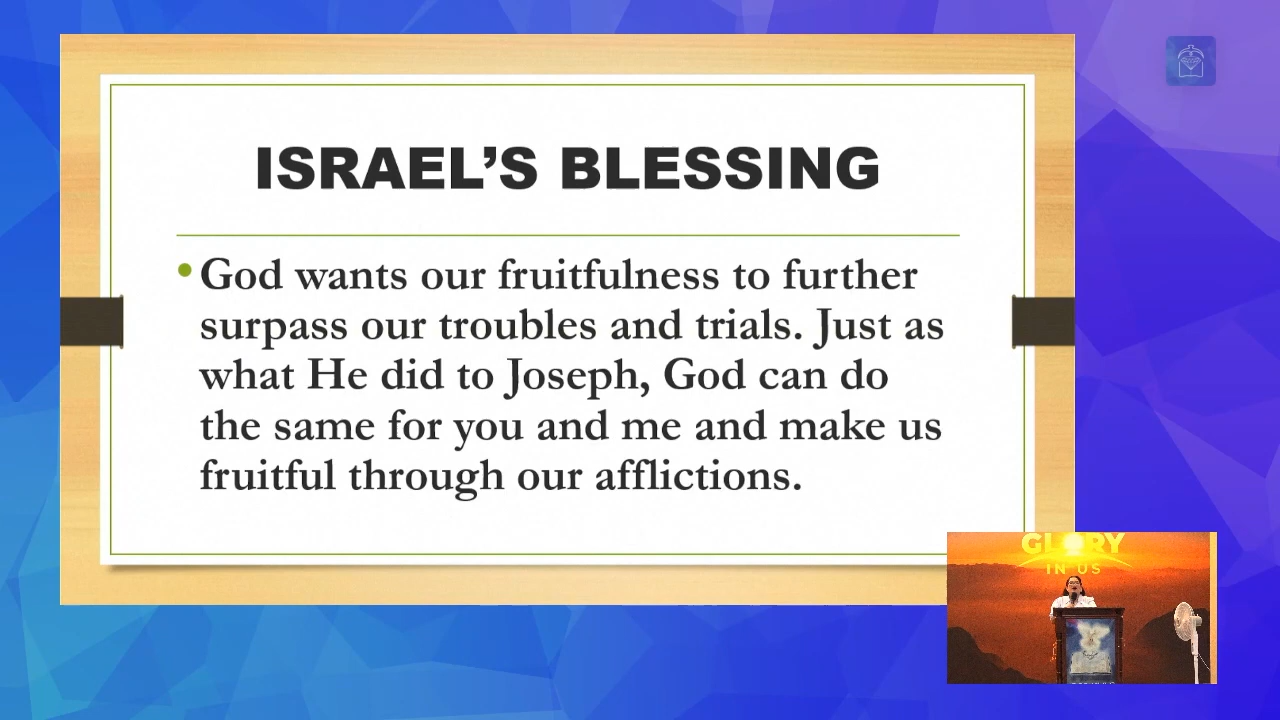 ISRAEL’S BLESSING
• God wants our fruitfulness to further
surpass our troubles and trials. Just as
what He did to Joseph, God can do
the same for you and me and make us
fruitful through our afflictions.
GLORY
IN US